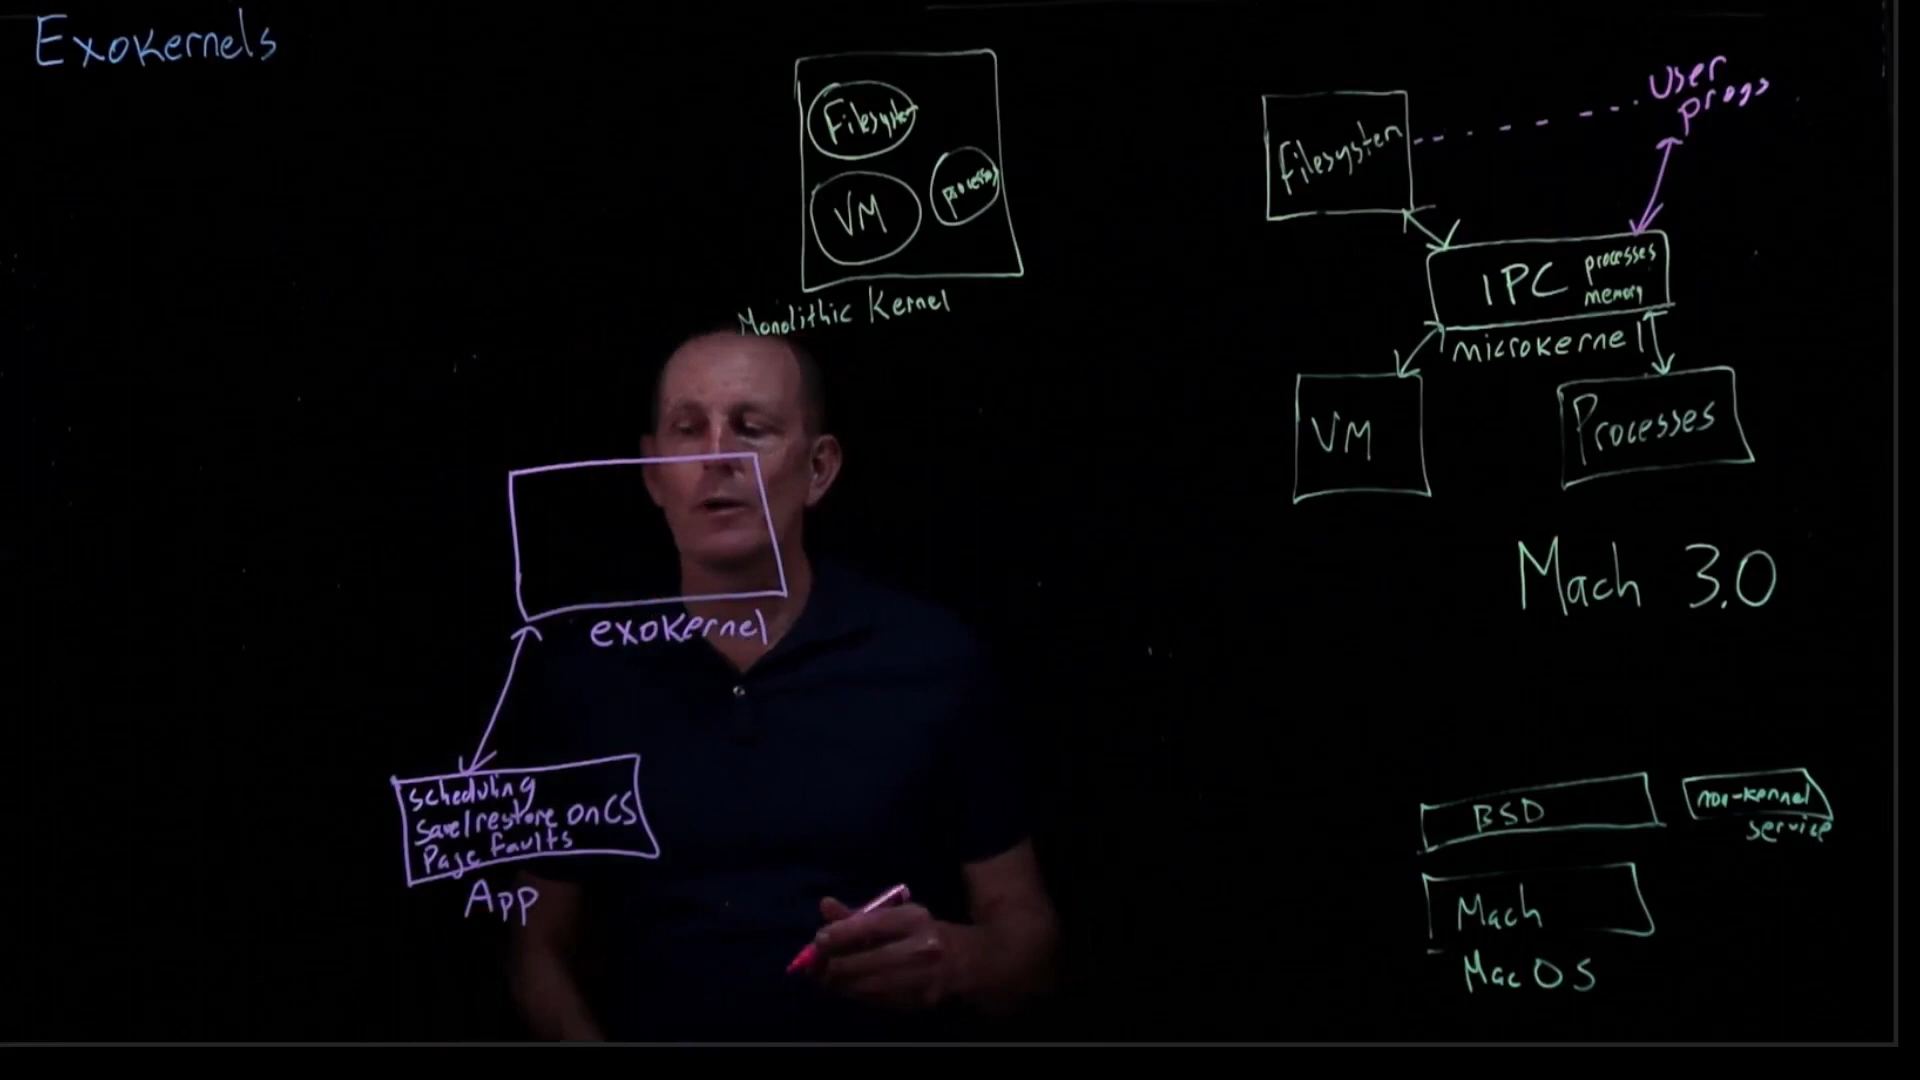 Exokernels
Filesystem
VM
processes
Monolithic Kernel
Filesystem
User
progs
IPC
processes
memory
microkernel
VM
Processes
Mach 3.0
exokernel
scheduling
save/restore on CS
Page faults
App
BSD
non-kernel
service
Mach
Mac OS